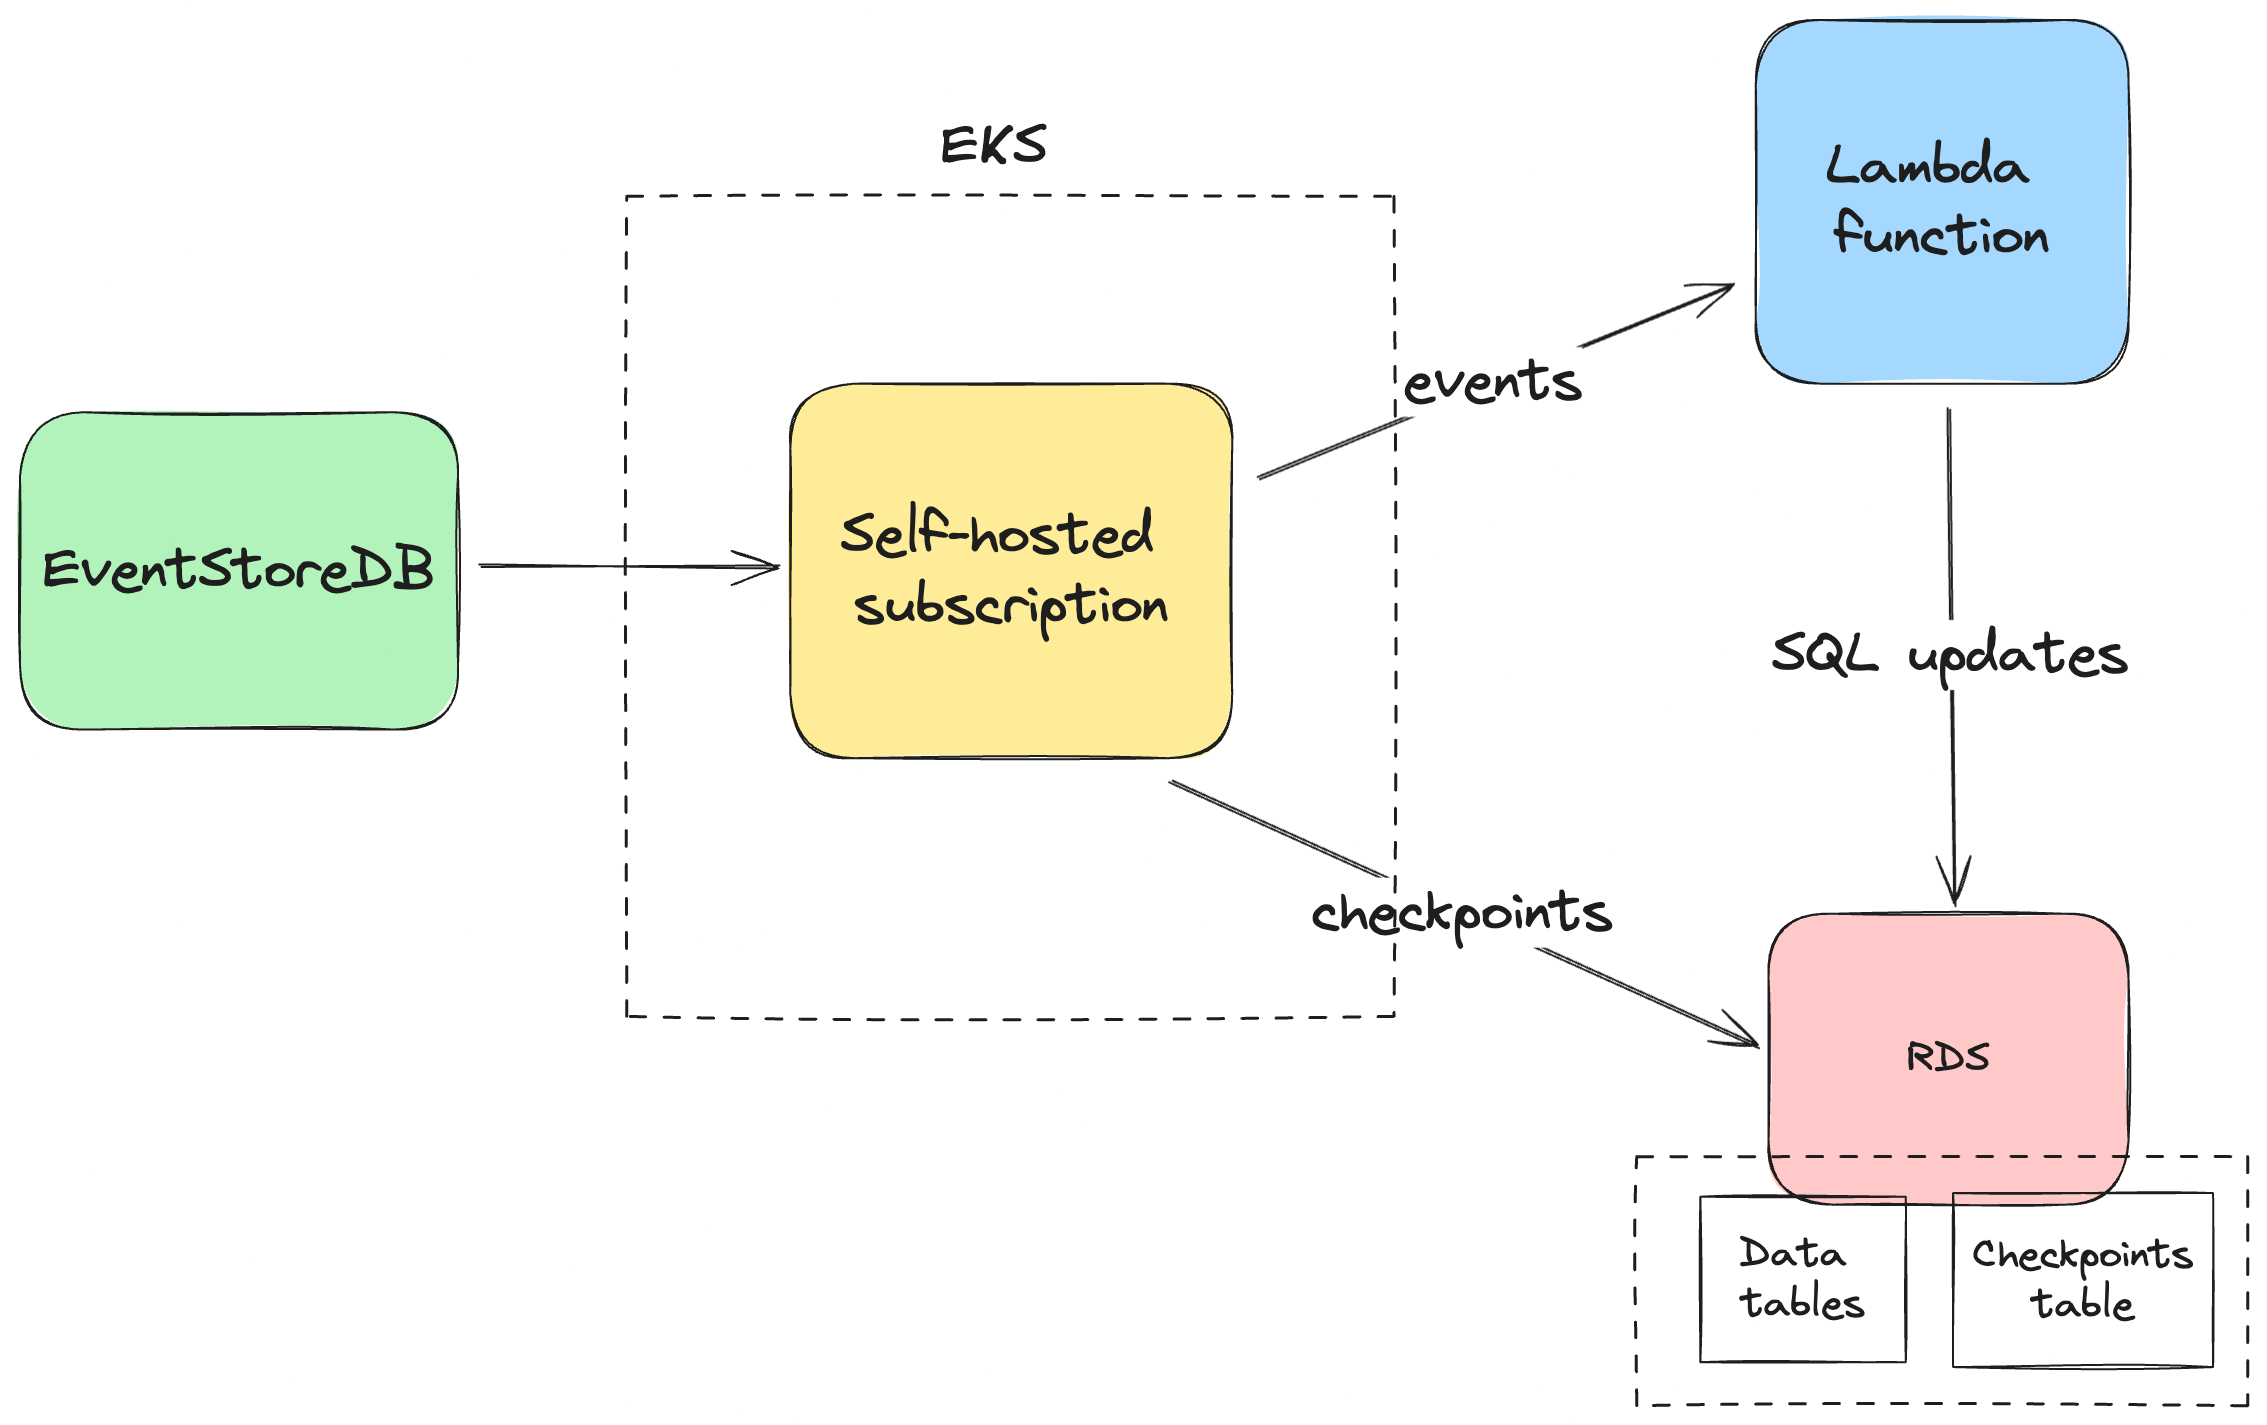 EKS
Lambda
function
events
EventStoreDB
Self-hosted
subscription
SQL updates
checkpoints
RDS
Data
tables
Checkpoints
table